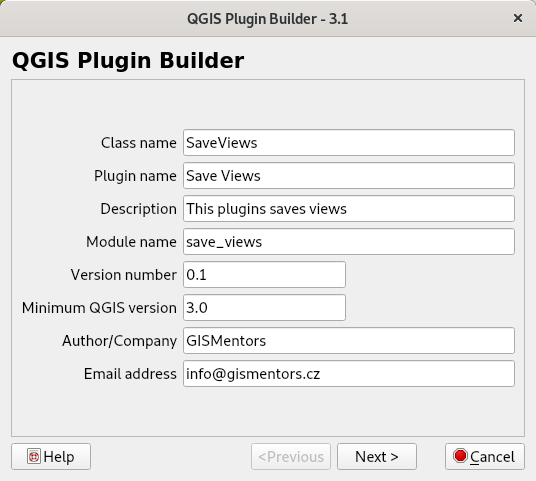 QGIS Plugin Builder - 3.1
QGIS Plugin Builder
Class name SaveViews
Plugin name Save Views
Description This plugins saves views
Module name save_views
Version number 0.1
Minimum QGIS version 3.0
Author/Company GISMentors
Email address info@gismentors.cz
Help <Previous Next > Cancel